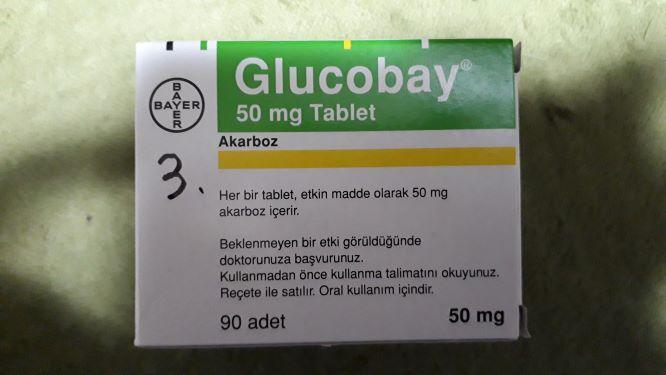 Glucobay®
50 mg Tablet
BAYER
BAYER
Akarboz
3.
Her bir tablet, etkin madde olarak 50 mg
akarboz içerir.
Beklenmeyen bir etki görüldüğünde
doktorunuza başvurunuz.
Kullanmadan önce kullanma talimatını okuyunuz.
Reçete ile satılır. Oral kullanım içindir.
90 adet
50 mg